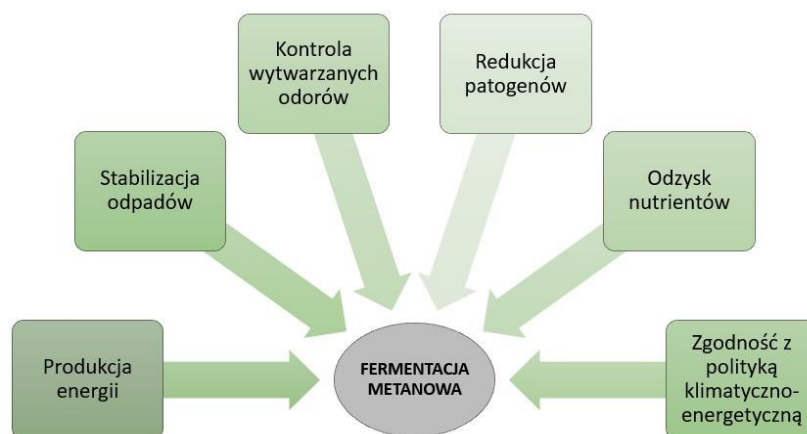 Kontrola
wytwarzanych
odorów
Redukcja
patogenów
Stabilizacja
odpadów
Odzysk
nutrientów
Produkcja
energii
FERMENTACJA
METANOWA
Zgodność z
polityką
klimatyczno-
energetyczną